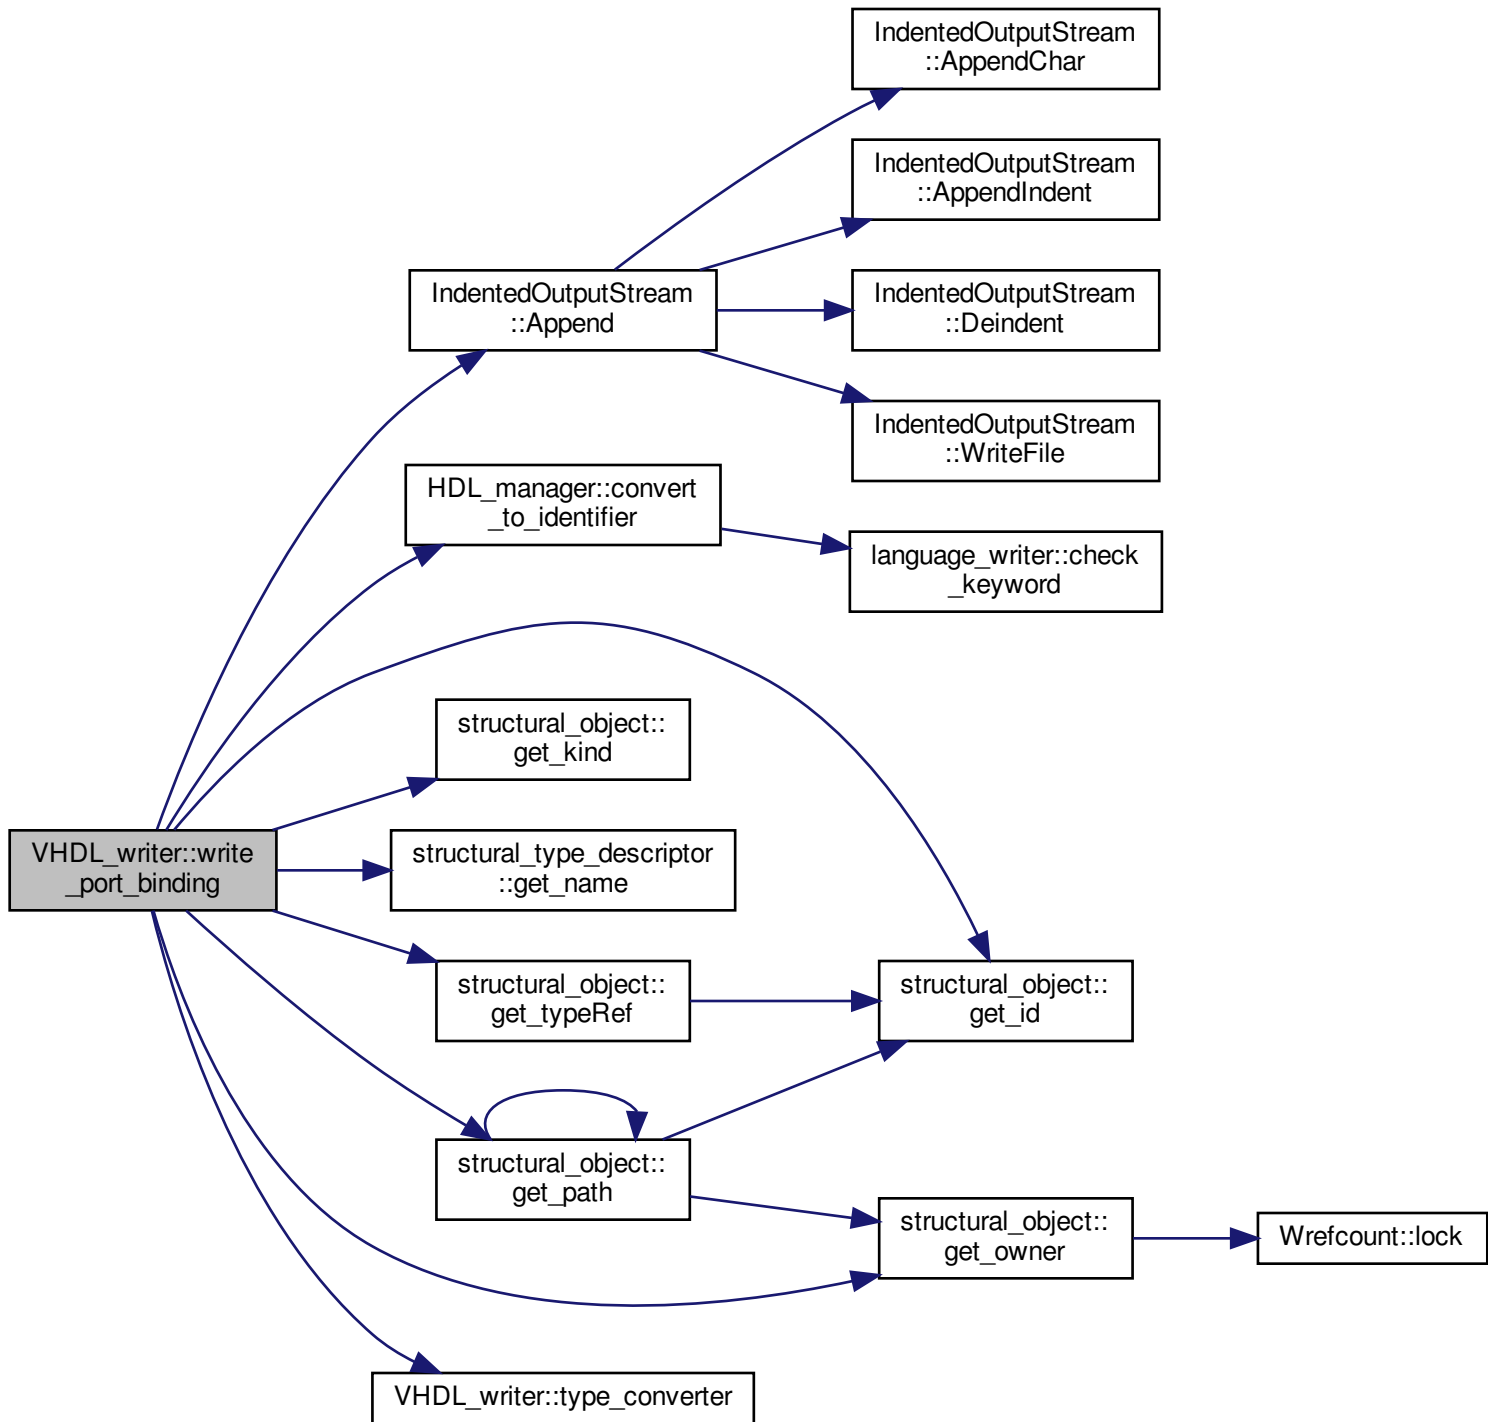 IndentedOutputStream
::AppendChar
IndentedOutputStream
::AppendIndent
IndentedOutputStream
::Append
IndentedOutputStream
::Deindent
IndentedOutputStream
::WriteFile
HDL_manager::convert
_to_identifier
language_writer::check
_keyword
structural_object::
get_kind
VHDL_writer::write
_port_binding
structural_type_descriptor
::get_name
structural_object::
get_typeRef
structural_object::
get_id
structural_object::
get_path
structural_object::
get_owner
Wrefcount::lock
VHDL_writer::type_converter